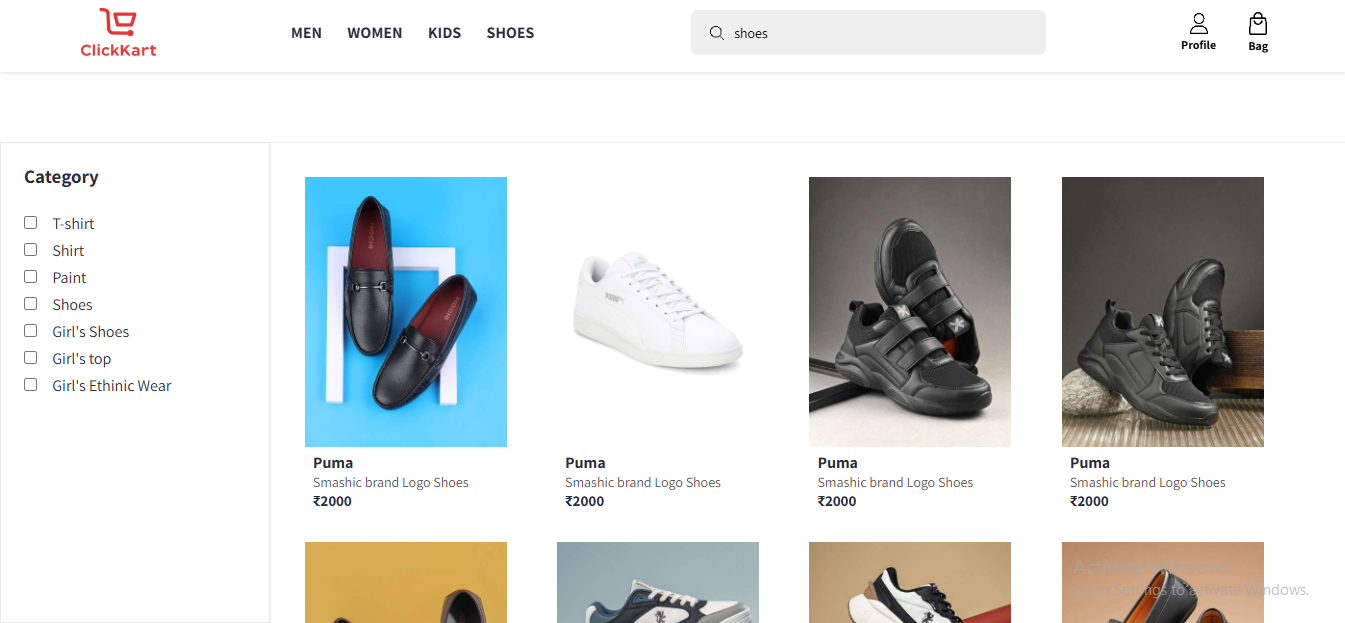 ClickKart
MEN WOMEN KIDS SHOES
shoes
Profile
Bag
Category
T-shirt
Shirt
Paint
Shoes
Girl's Shoes
Girl's top
Girl's Ethinic Wear
Puma
Smashic brand Logo Shoes
₹2000
Puma
Smashic brand Logo Shoes
₹2000
Puma
Smashic brand Logo Shoes
₹2000
Puma
Smashic brand Logo Shoes
₹2000
Activate Windows
Go to Settings to activate Windows.